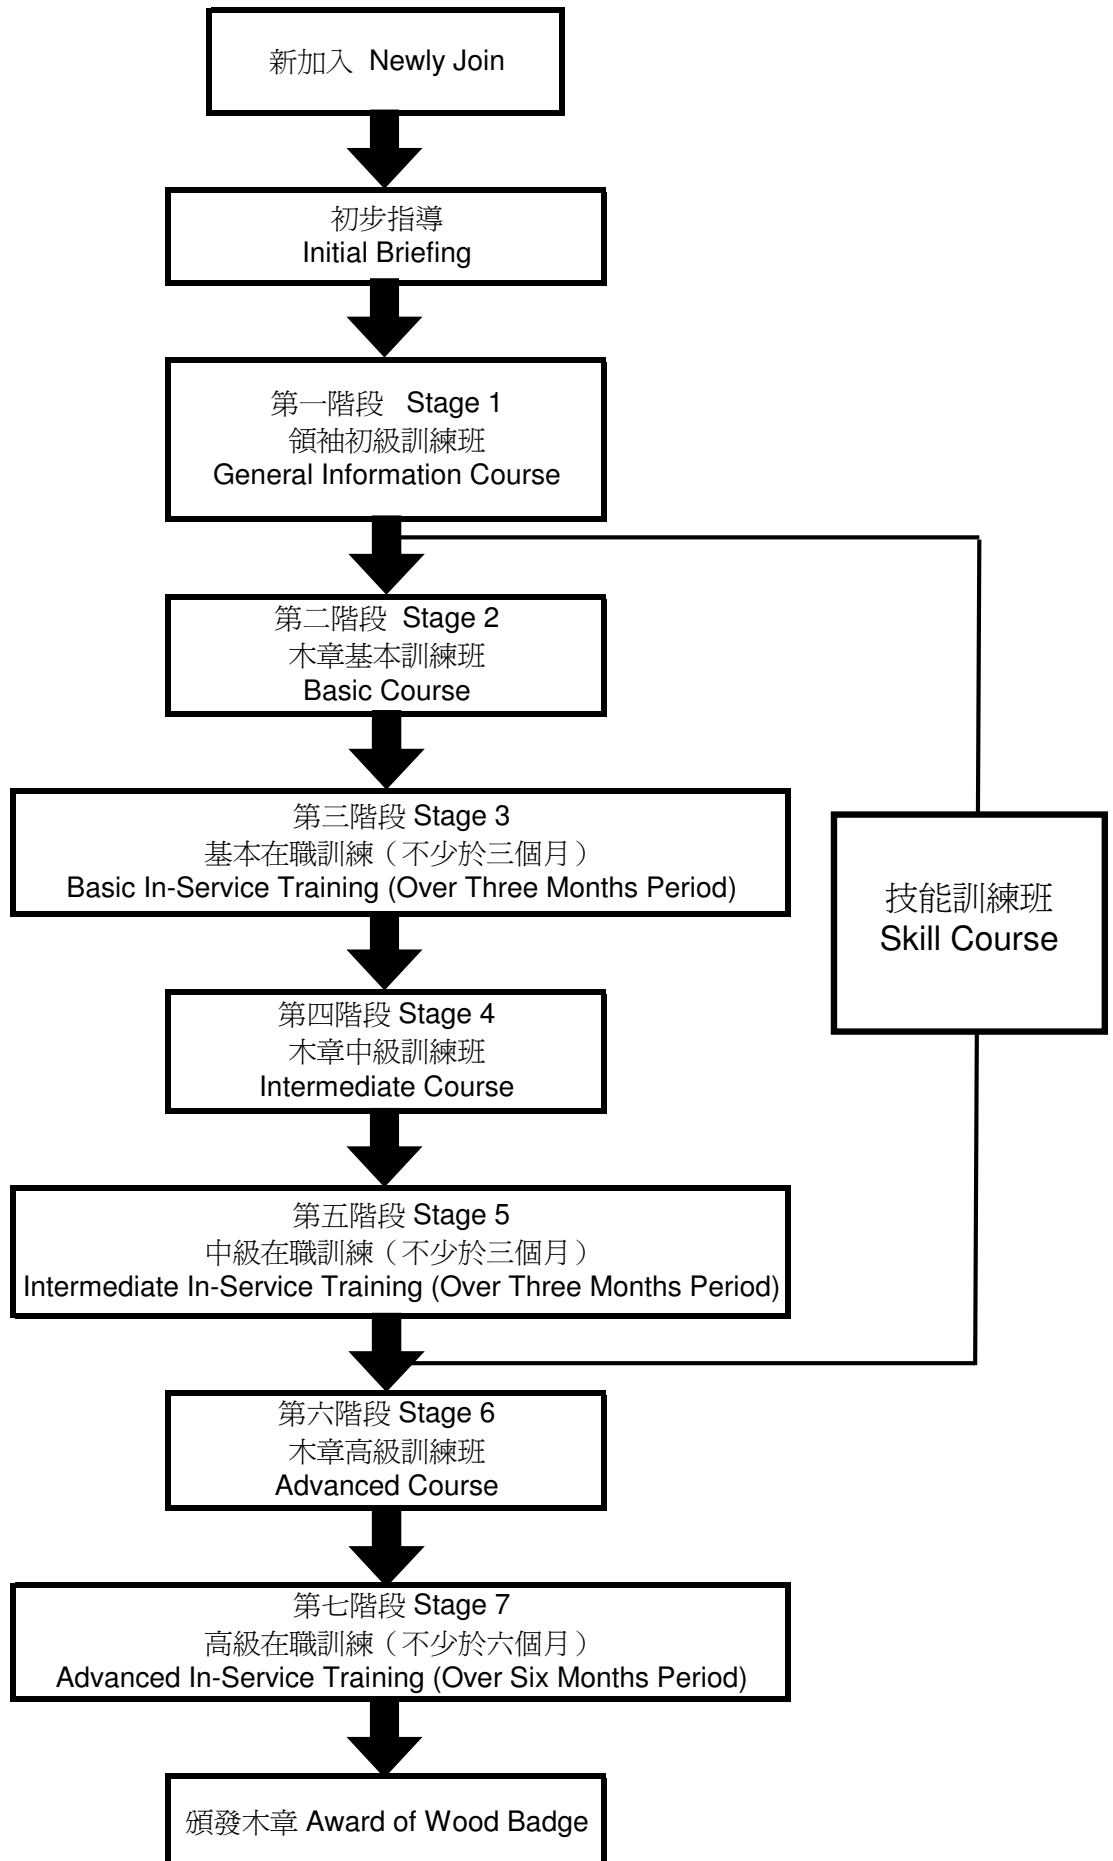 新加入 Newly Join
初步指導
Initial Briefing
第一階段 Stage 1
領袖初級訓練班
General Information Course
第二階段 Stage 2
木章基本訓練班
Basic Course
第三階段 Stage 3
基本在職訓練（不少於三個月）
Basic In-Service Training (Over Three Months Period)
技能訓練班
Skill Course
第四階段 Stage 4
木章中級訓練班
Intermediate Course
第五階段 Stage 5
中級在職訓練（不少於三個月）
Intermediate In-Service Training (Over Three Months Period)
第六階段 Stage 6
木章高級訓練班
Advanced Course
第七階段 Stage 7
高級在職訓練（不少於六個月）
Advanced In-Service Training (Over Six Months Period)
頒發木章 Award of Wood Badge